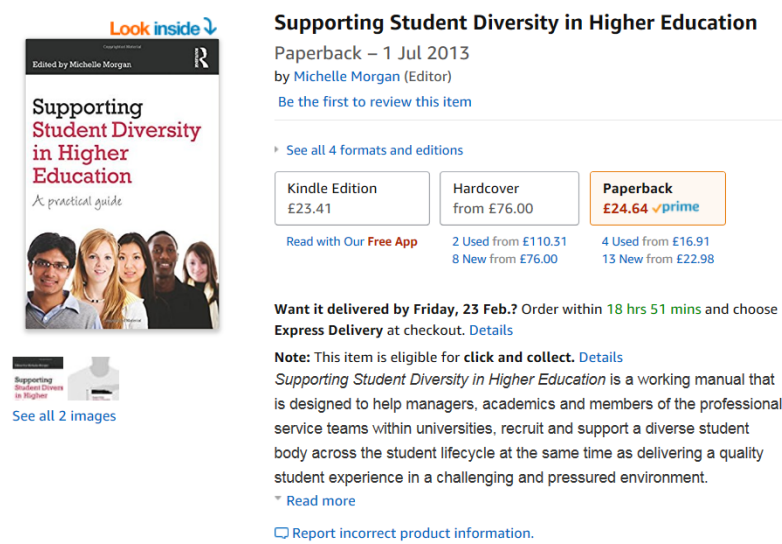 Look inside
Copyrighted Material
Edited by Michelle Morgan
R
Supporting
Student Diversity
in Higher
Education
A practical guide
Supporting
Student Divers
in Higher
See all 2 images
Supporting Student Diversity in Higher Education
Paperback – 1 Jul 2013
by Michelle Morgan (Editor)
Be the first to review this item
See all 4 formats and editions
Kindle Edition
£23.41
Read with Our Free App
Hardcover
from £76.00
2 Used from £110.31
8 New from £76.00
Paperback
£24.64 prime
4 Used from £16.91
13 New from £22.98
Want it delivered by Friday, 23 Feb.? Order within 18 hrs 51 mins and choose
Express Delivery at checkout. Details
Note: This item is eligible for click and collect. Details
Supporting Student Diversity in Higher Education is a working manual that
is designed to help managers, academics and members of the professional
service teams within universities, recruit and support a diverse student
body across the student lifecycle at the same time as delivering a quality
student experience in a challenging and pressured environment.
Read more
Report incorrect product information.